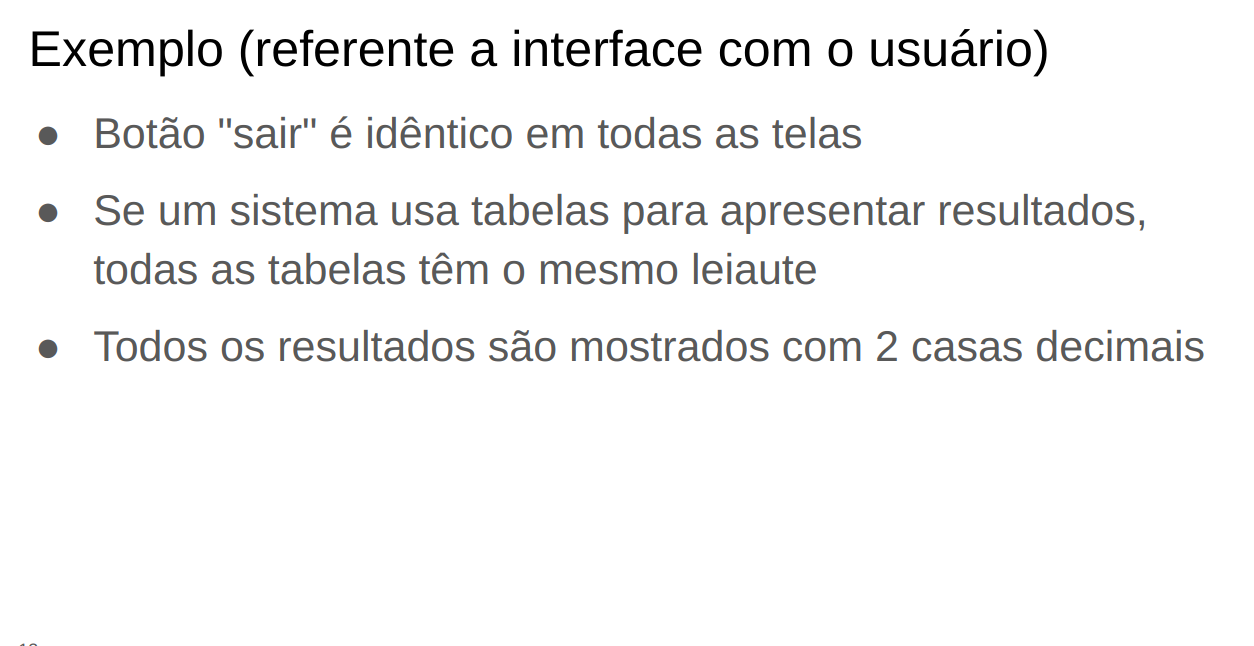 Exemplo (referente a interface com o usuário)
● Botão "sair" é idêntico em todas as telas
● Se um sistema usa tabelas para apresentar resultados,
todas as tabelas têm o mesmo leiaute
● Todos os resultados são mostrados com 2 casas decimais